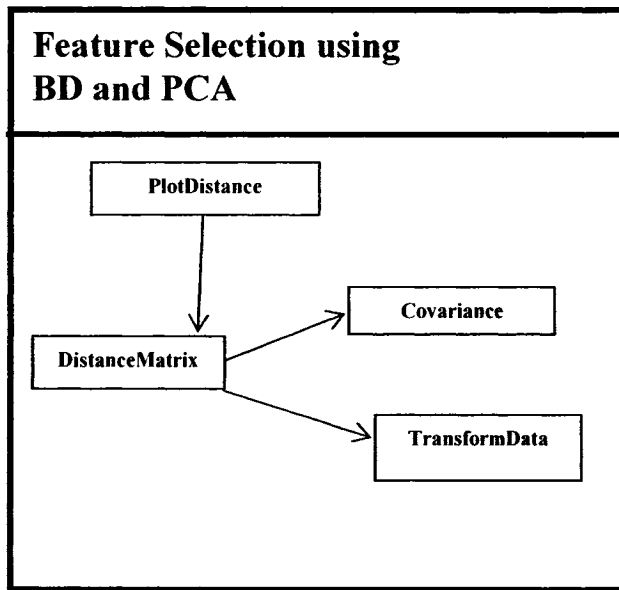 Feature Selection using
BD and PCA
PlotDistance
Covariance
DistanceMatrix
TransformData